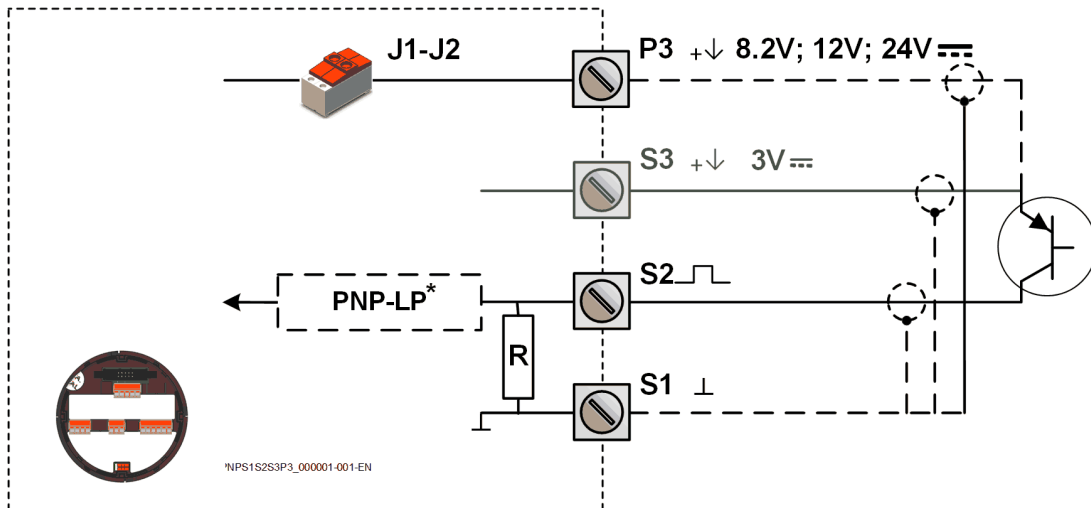 J1-J2
P3 +↓ 8.2V; 12V; 24V
S3 +↓ 3V
PNP-LP*
S2
R
S1
NPS1S2S3P3_000001-001-EN